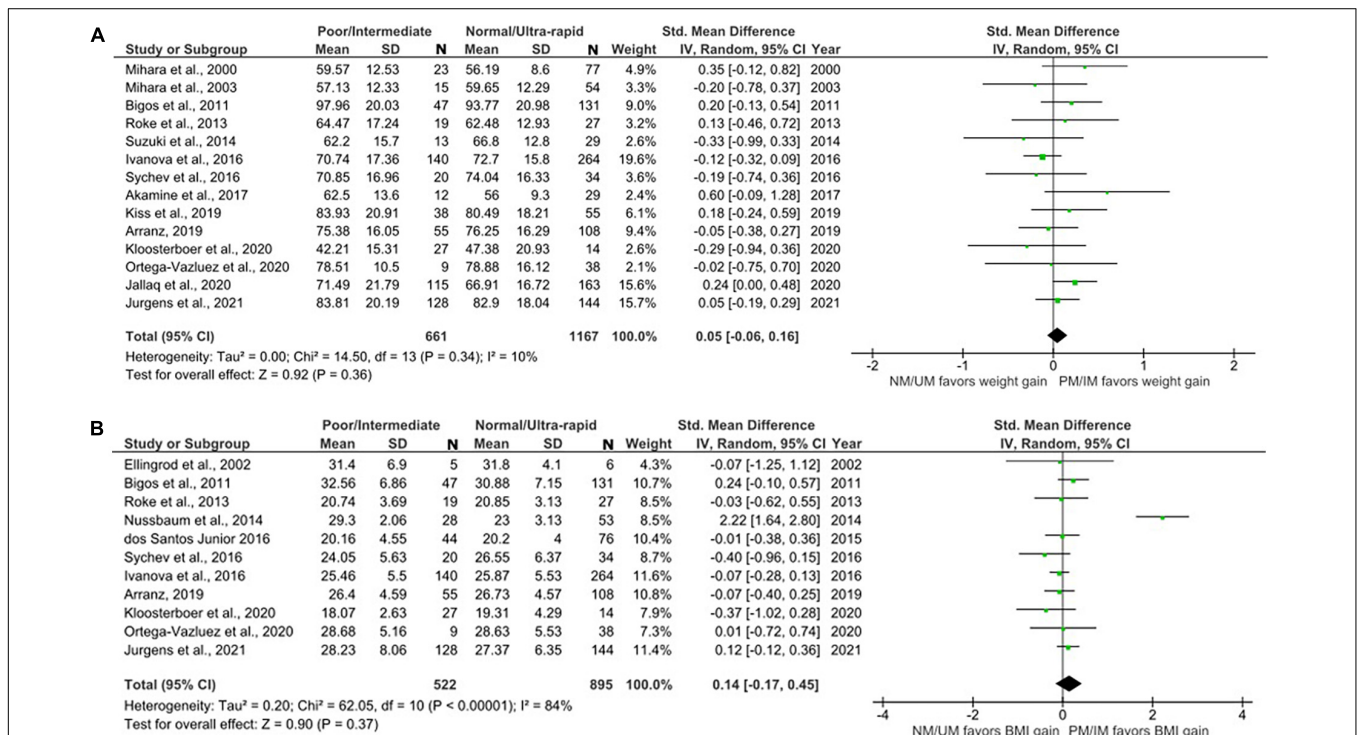 A
Poor/Intermediate Normal/Ultra-rapid Std. Mean Difference Std. Mean Difference
Study or Subgroup Mean SD N Mean SD N Weight IV, Random, 95% CI Year IV, Random, 95% CI
Mihara et al., 2000 59.57 12.53 23 56.19 8.6 77 4.9% 0.35 [-0.12, 0.82] 2000
Mihara et al., 2003 57.13 12.33 15 59.65 12.29 54 3.3% -0.20 [-0.78, 0.37] 2003
Bigos et al., 2011 97.96 20.03 47 93.77 20.98 131 9.0% 0.20 [-0.13, 0.54] 2011
Roke et al., 2013 64.47 17.24 19 62.48 12.93 27 3.2% 0.13 [-0.46, 0.72] 2013
Suzuki et al., 2014 62.2 15.7 13 66.8 12.8 29 2.6% -0.33 [-0.99, 0.33] 2014
Ivanova et al., 2016 70.74 17.36 140 72.7 15.8 264 19.6% -0.12 [-0.32, 0.09] 2016
Sychev et al., 2016 70.85 16.96 20 74.04 16.33 34 3.6% -0.19 [-0.74, 0.36] 2016
Akamine et al., 2017 62.5 13.6 12 56 9.3 29 2.4% 0.60 [-0.09, 1.28] 2017
Kiss et al., 2019 83.93 20.91 38 80.49 18.21 55 6.1% 0.18 [-0.24, 0.59] 2019
Arranz, 2019 75.38 16.05 55 76.25 16.29 108 9.4% -0.05 [-0.38, 0.27] 2019
Kloosterboer et al., 2020 42.21 15.31 27 47.38 20.93 14 2.6% -0.29 [-0.94, 0.36] 2020
Ortega-Vazluez et al., 2020 78.51 10.5 9 78.88 16.12 38 2.1% -0.02 [-0.75, 0.70] 2020
Jallaq et al., 2020 71.49 21.79 115 66.91 16.72 163 15.6% 0.24 [0.00, 0.48] 2020
Jurgens et al., 2021 83.81 20.19 128 82.9 18.04 144 15.7% 0.05 [-0.19, 0.29] 2021
Total (95% CI) 661 1167 100.0% 0.05 [-0.06, 0.16]
Heterogeneity: Tau² = 0.00; Chi² = 14.50, df = 13 (P = 0.34); I² = 10%
Test for overall effect: Z = 0.92 (P = 0.36)
-2 -1 0 1 2
NM/UM favors weight gain PM/IM favors weight gain
B
Poor/Intermediate Normal/Ultra-rapid Std. Mean Difference Std. Mean Difference
Study or Subgroup Mean SD N Mean SD N Weight IV, Random, 95% CI Year IV, Random, 95% CI
Ellingrod et al., 2002 31.4 6.9 5 31.8 4.1 6 4.3% -0.07 [-1.25, 1.12] 2002
Bigos et al., 2011 32.56 6.86 47 30.88 7.15 131 10.7% 0.24 [-0.10, 0.57] 2011
Roke et al., 2013 20.74 3.69 19 20.85 3.13 27 8.5% -0.03 [-0.62, 0.55] 2013
Nussbaum et al., 2014 29.3 2.06 28 23 3.13 53 8.5% 2.22 [1.64, 2.80] 2014
dos Santos Junior 2016 20.16 4.55 44 20.2 4 76 10.4% -0.01 [-0.38, 0.36] 2015
Sychev et al., 2016 24.05 5.63 20 26.55 6.37 34 8.7% -0.40 [-0.96, 0.15] 2016
Ivanova et al., 2016 25.46 5.5 140 25.87 5.53 264 11.6% -0.07 [-0.28, 0.13] 2016
Arranz, 2019 26.4 4.59 55 26.73 4.57 108 10.8% -0.07 [-0.40, 0.25] 2019
Kloosterboer et al., 2020 18.07 2.63 27 19.31 4.29 14 7.9% -0.37 [-1.02, 0.28] 2020
Ortega-Vazluez et al., 2020 28.68 5.16 9 28.63 5.53 38 7.3% 0.01 [-0.72, 0.74] 2020
Jurgens et al., 2021 28.23 8.06 128 27.37 6.35 144 11.4% 0.12 [-0.12, 0.36] 2021
Total (95% CI) 522 895 100.0% 0.14 [-0.17, 0.45]
Heterogeneity: Tau² = 0.20; Chi² = 62.05, df = 10 (P < 0.00001); I² = 84%
Test for overall effect: Z = 0.90 (P = 0.37)
-4 -2 0 2 4
NM/UM favors BMI gain PM/IM favors BMI gain